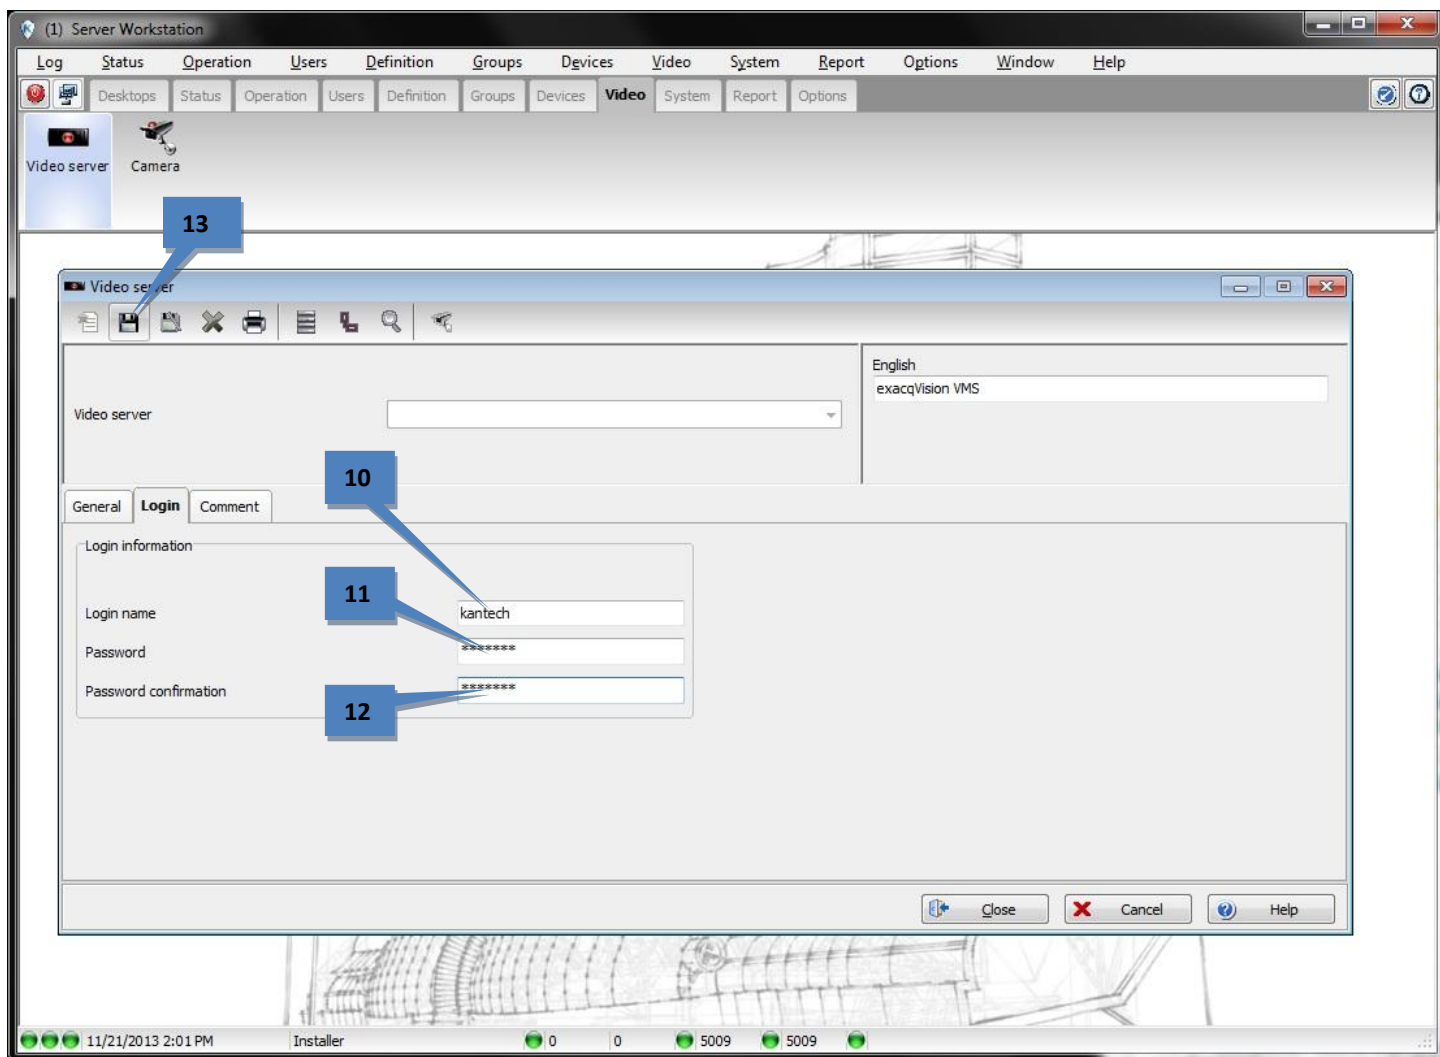 (1) Server Workstation
Log Status Operation Users Definition Groups Devices Video System Report Options Window Help
Desktops Status Operation Users Definition Groups Devices Video System Report Options
Video server Camera
13
Video server
English
exacqVision VMS
Video server
10
General Login Comment
Login information
11
Login name kantech
Password *******
Password confirmation *******
12
Close Cancel Help
11/21/2013 2:01 PM Installer 0 0 5009 5009